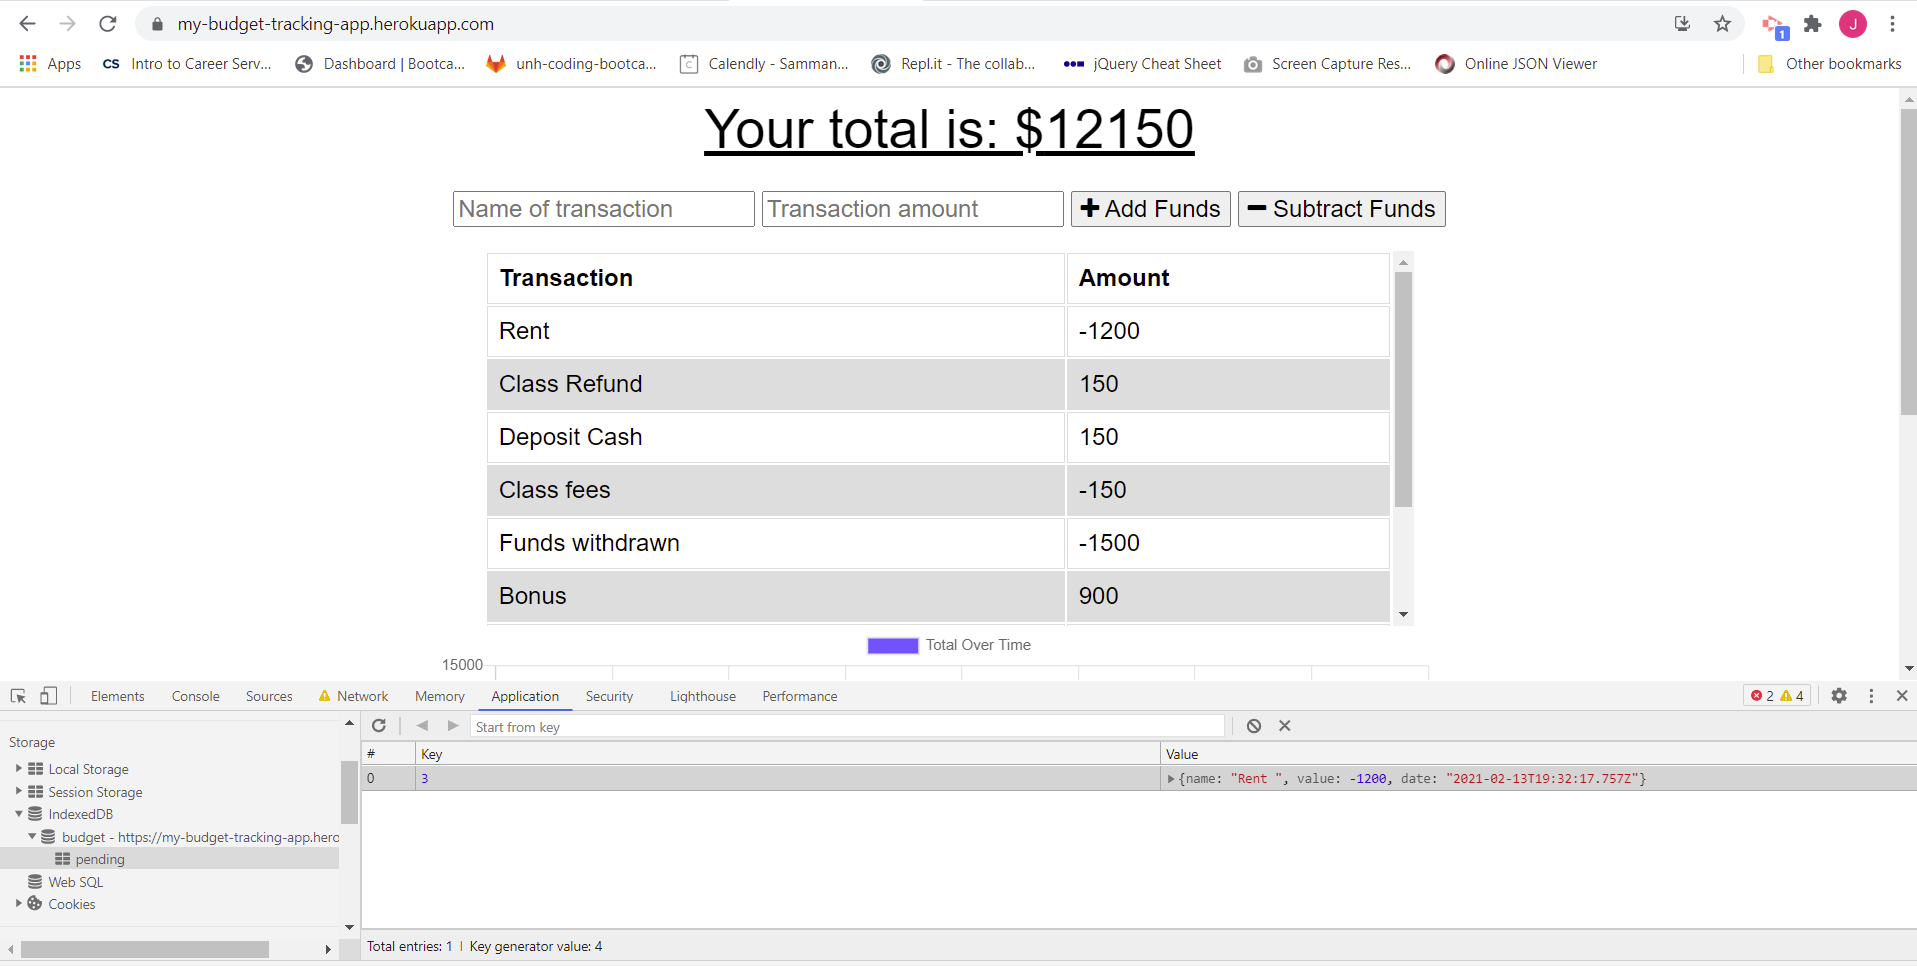 my-budget-tracking-app.herokuapp.com
1
J
Apps
CS Intro to Career Serv...
Dashboard | Bootca...
unh-coding-bootca...
C Calendly - Samman...
Repl.it - The collab...
jQuery Cheat Sheet
Screen Capture Res...
Online JSON Viewer
Other bookmarks
Your total is: $12150
Name of transaction
Transaction amount
Add Funds
Subtract Funds
Transaction Amount
Rent -1200
Class Refund 150
Deposit Cash 150
Class fees -150
Funds withdrawn -1500
Bonus 900
Total Over Time
15000
Elements Console Sources Network Memory Application Security Lighthouse Performance 2 4
Start from key
Storage
Local Storage
Session Storage
IndexedDB
budget - https://my-budget-tracking-app.hero
pending
Web SQL
Cookies
# Key Value
0 3 {name: "Rent ", value: -1200, date: "2021-02-13T19:32:17.757Z"}
Total entries: 1 | Key generator value: 4